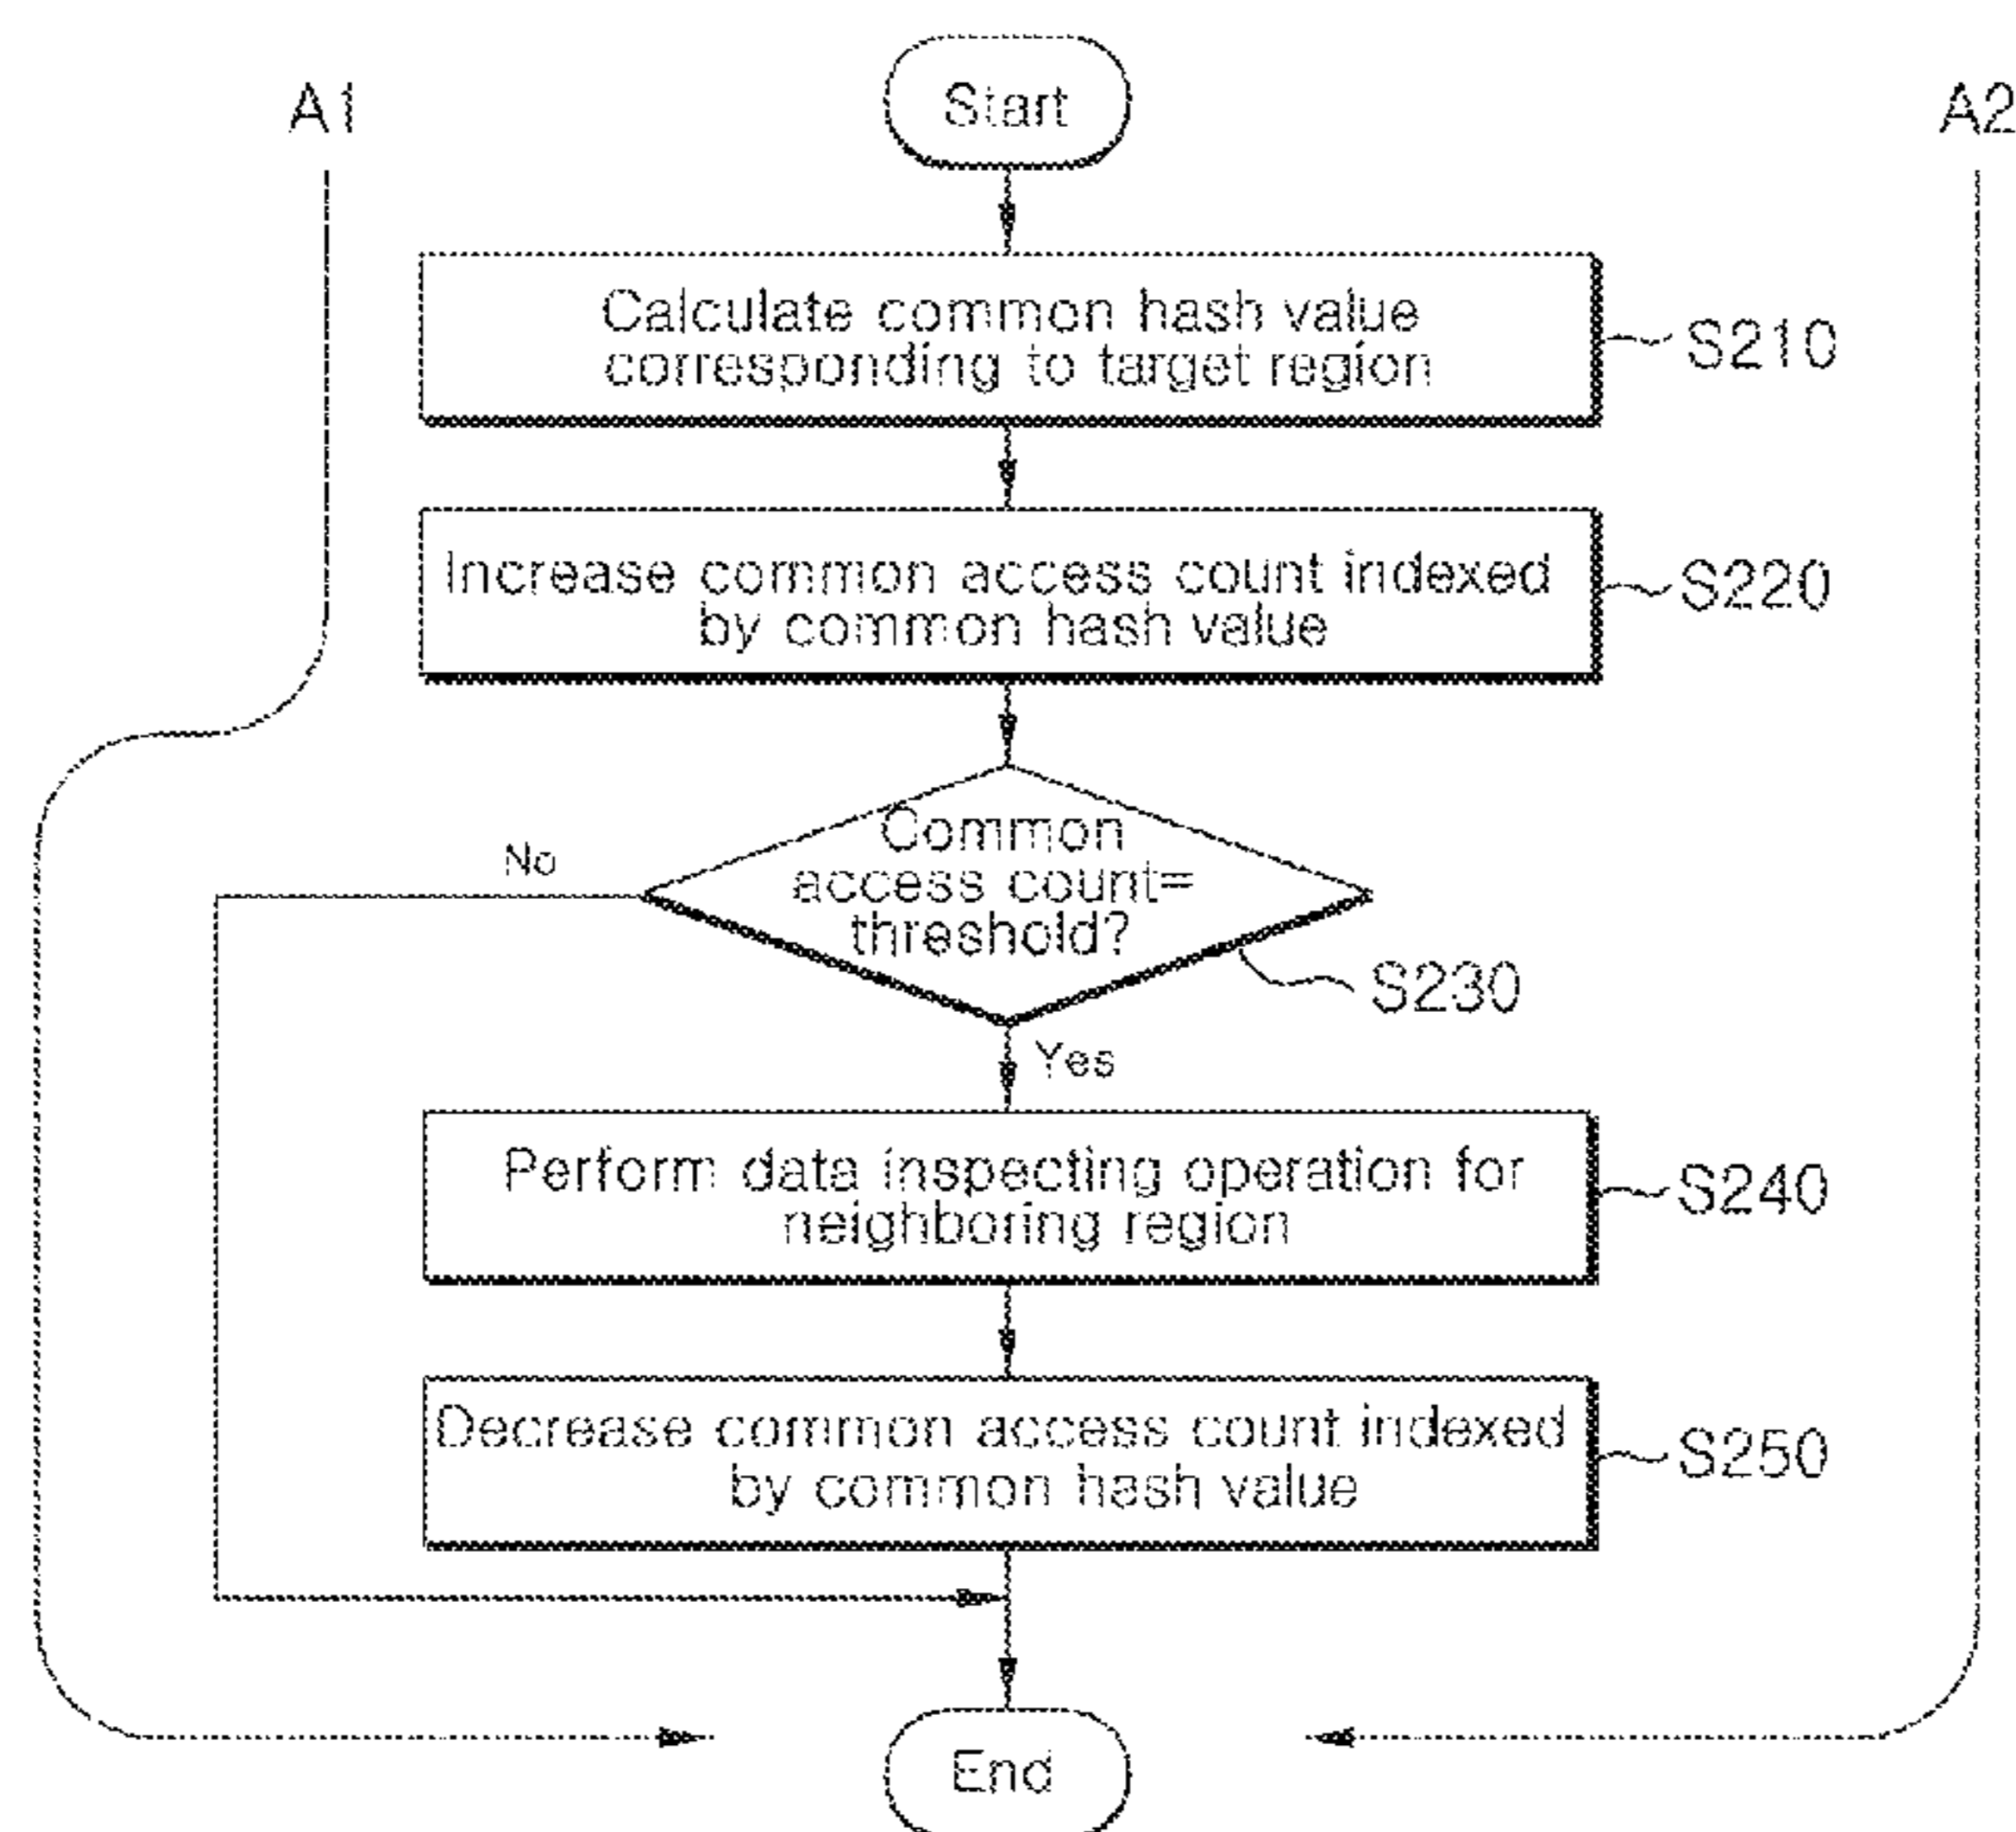 A1
Start
A2
Calculate common hash value
corresponding to target region
S210
Increase common access count indexed
by common hash value
S220
Common
access count=
threshold?
No
S230
Yes
Perform data inspecting operation for
neighboring region
S240
Decrease common access count indexed
by common hash value
S250
End